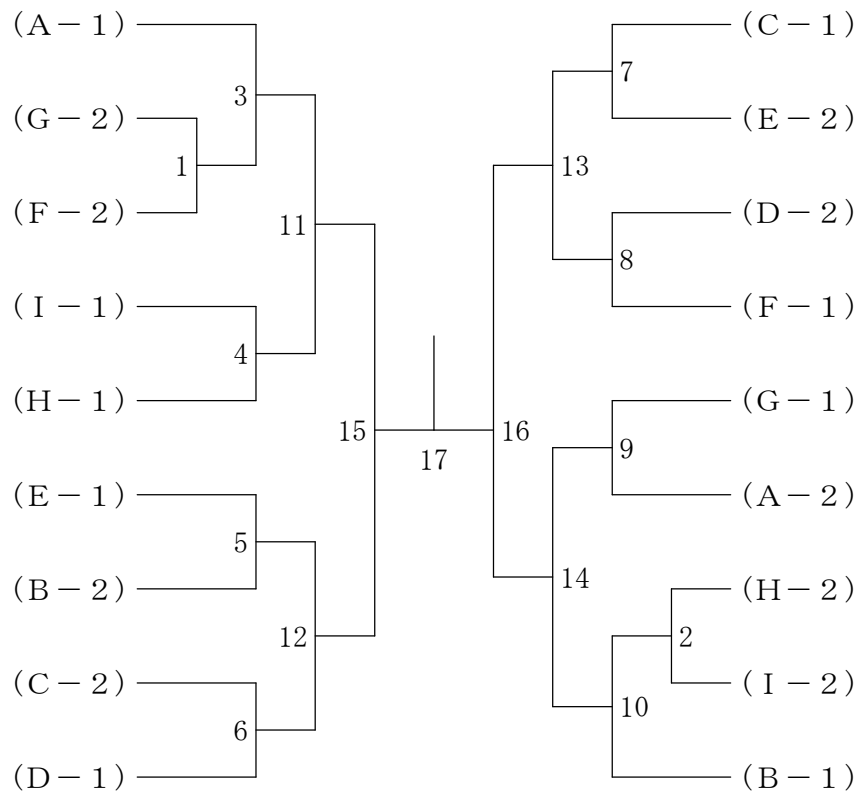 (A－1)
(G－2)
(F－2)
(I－1)
(H－1)
(E－1)
(B－2)
(C－2)
(D－1)
1
3
4
5
6
11
12
15
17
16
13
14
7
8
9
10
2
(C－1)
(E－2)
(D－2)
(F－1)
(G－1)
(A－2)
(H－2)
(I－2)
(B－1)